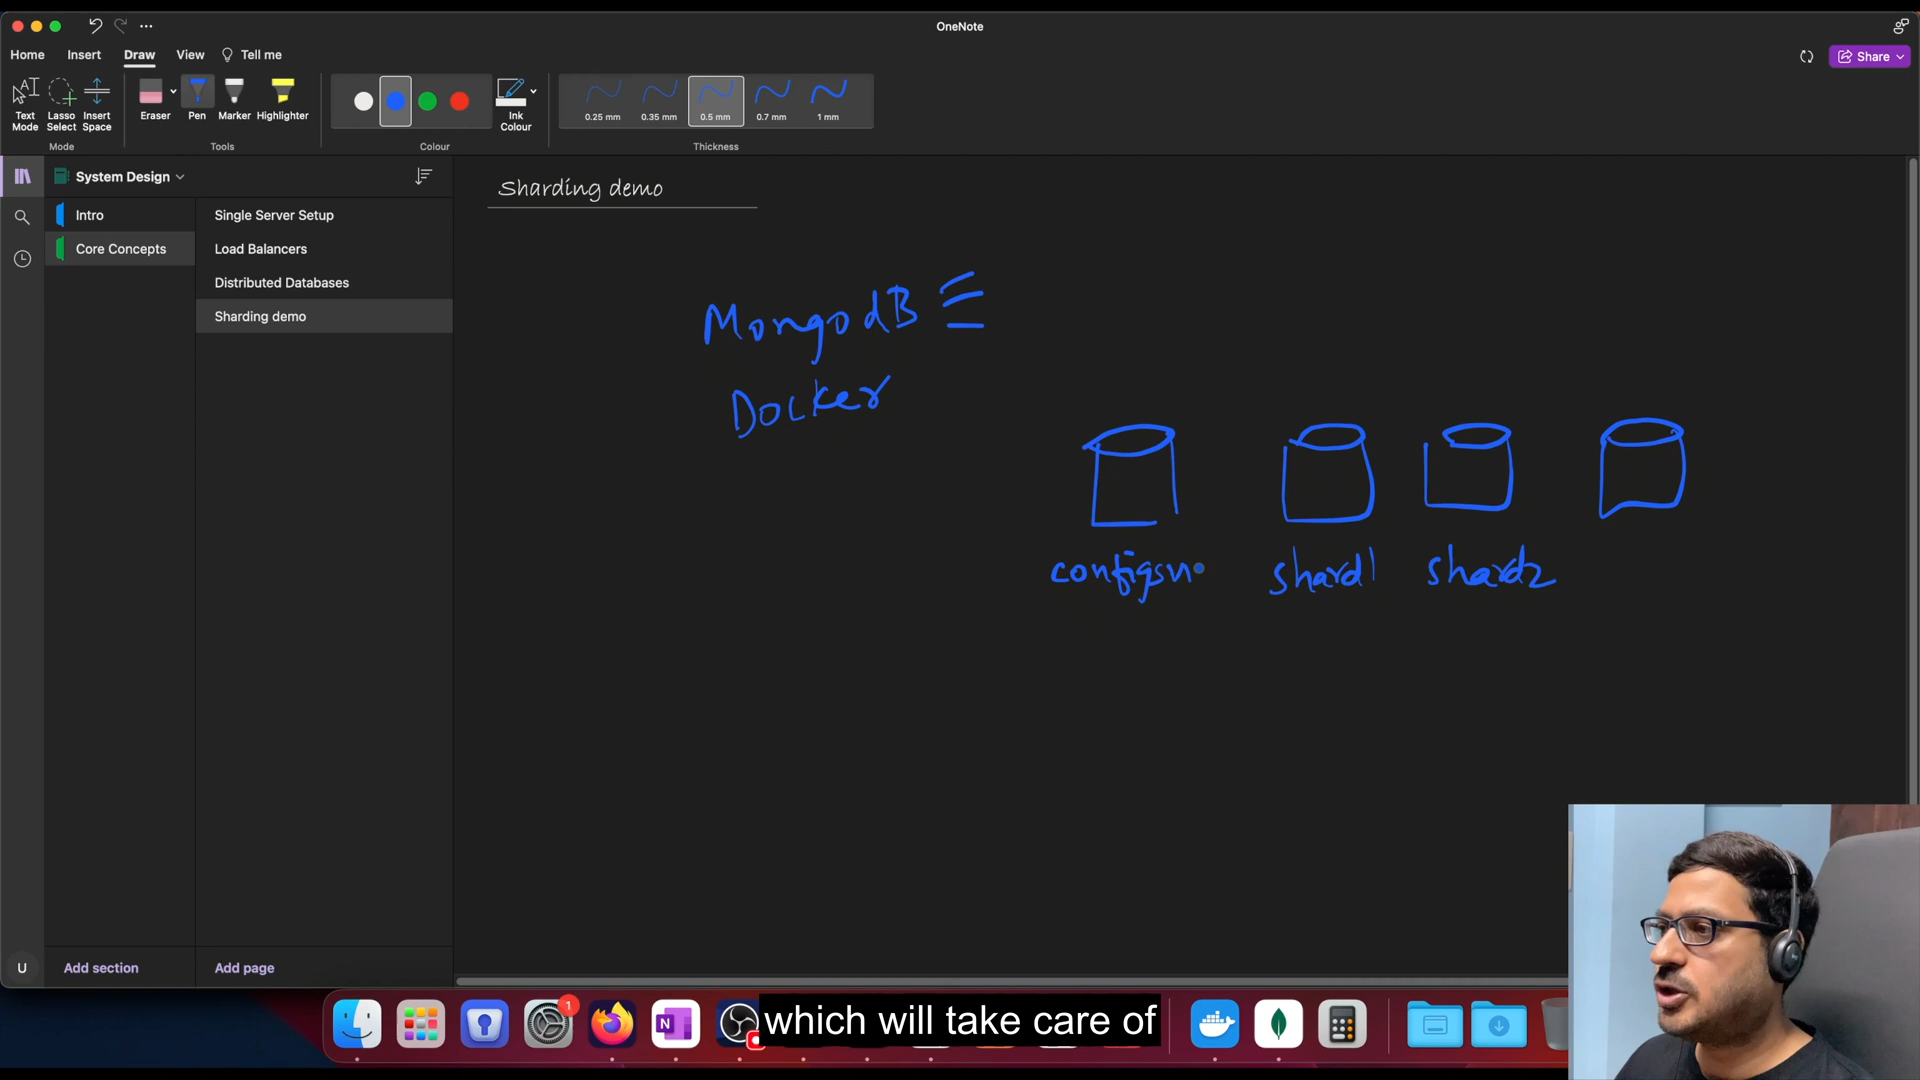 OneNote
Home Insert Draw View Tell me
Share
Text Mode
Lasso Select
Insert Space
Eraser
Pen
Marker
Highlighter
Ink Colour
0.25 mm
0.35 mm
0.5 mm
0.7 mm
1 mm
Mode
Tools
Colour
Thickness
System Design
Intro
Core Concepts
Single Server Setup
Load Balancers
Distributed Databases
Sharding demo
Sharding demo
MongodB
Docker
shard1
shard2
U
Add section
Add page
1
N
which will take care of